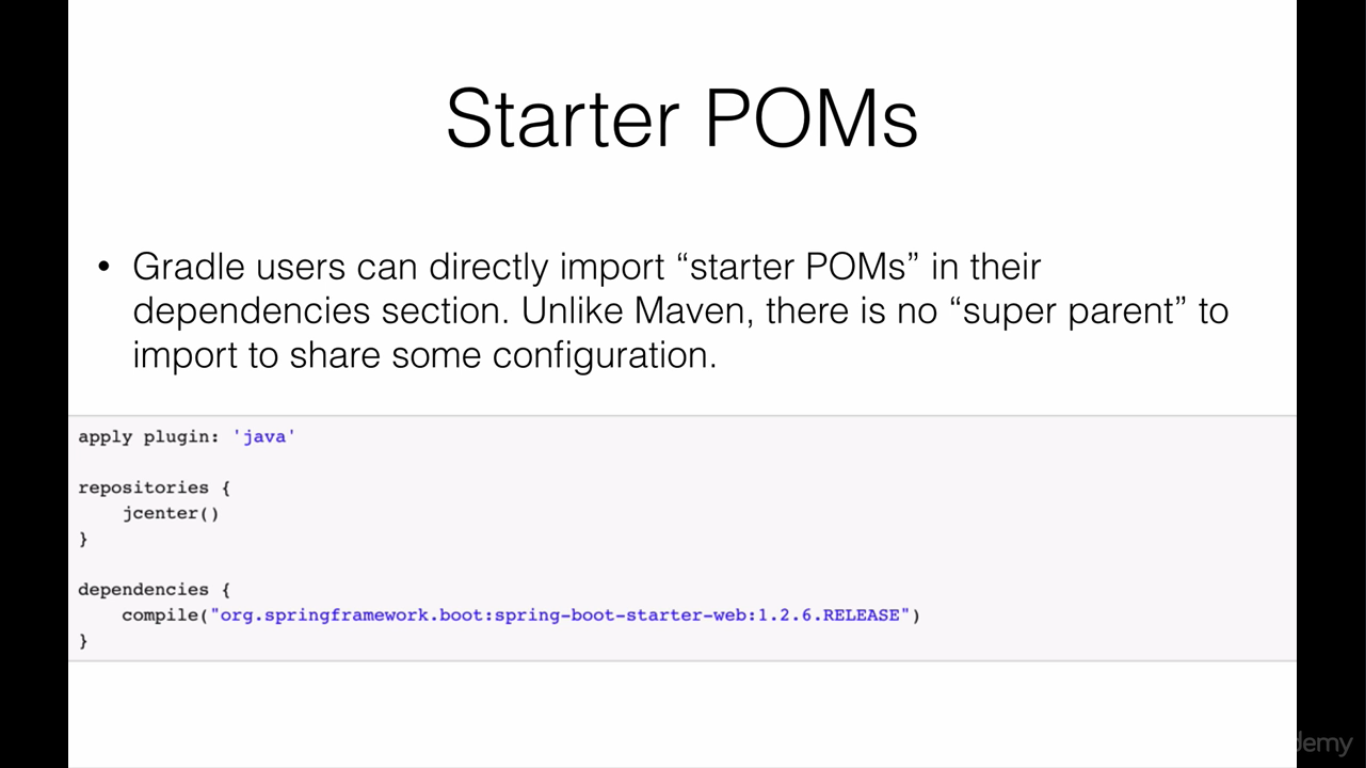 Starter POMs
• Gradle users can directly import “starter POMs” in their
dependencies section. Unlike Maven, there is no “super parent” to
import to share some configuration.
apply plugin: 'java'
repositories {
    jcenter()
}
dependencies {
    compile("org.springframework.boot:spring-boot-starter-web:1.2.6.RELEASE")
}
demy